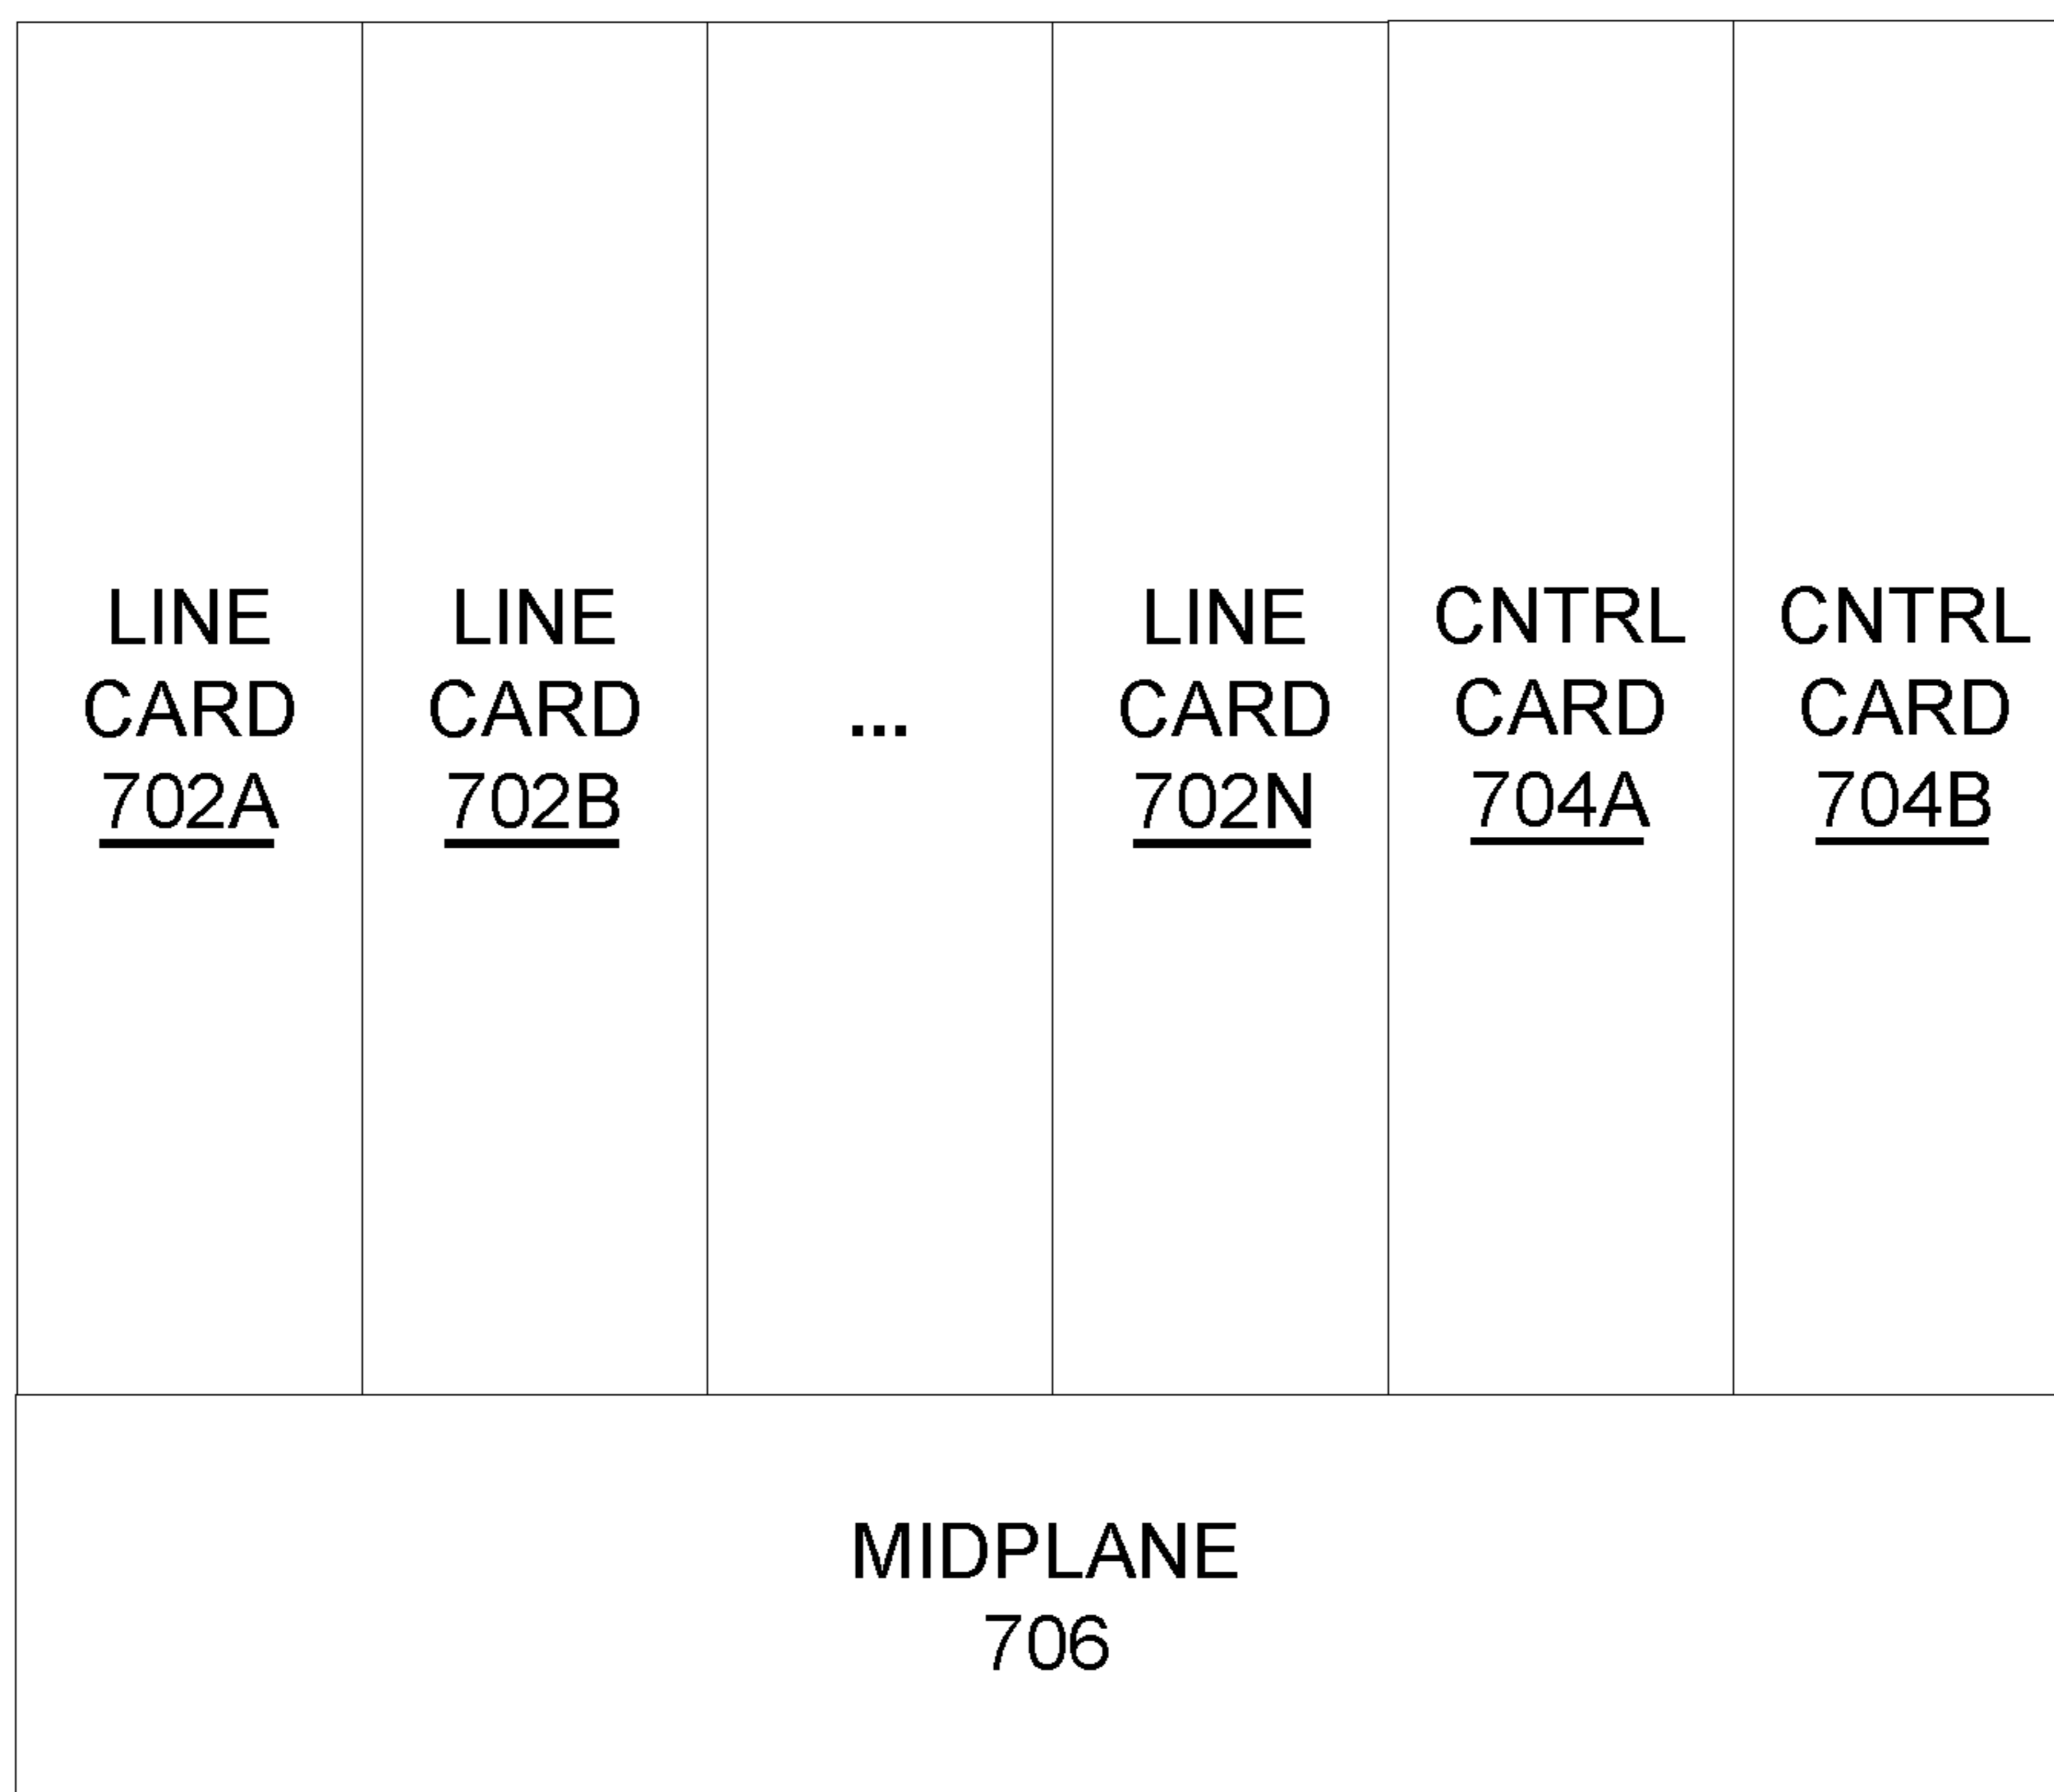 LINE
CARD
702A
LINE
CARD
702B
...
LINE
CARD
702N
CNTRL
CARD
704A
CNTRL
CARD
704B
MIDPLANE
706